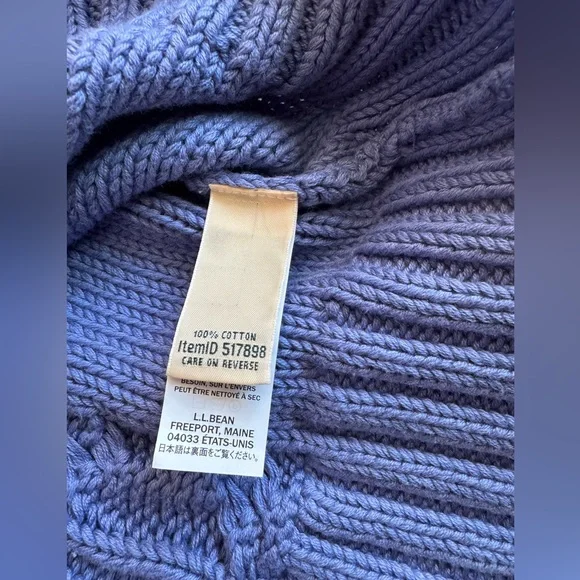 100% COTTON
ItemID 517898
CARE ON REVERSE
BESOIN, SUR L'ENVERS
PEUT ÊTRE NETTOYÉ À SEC
L.L.BEAN
FREEPORT, MAINE
04033 ÉTATS-UNIS
日本語は裏面をご覧ください。